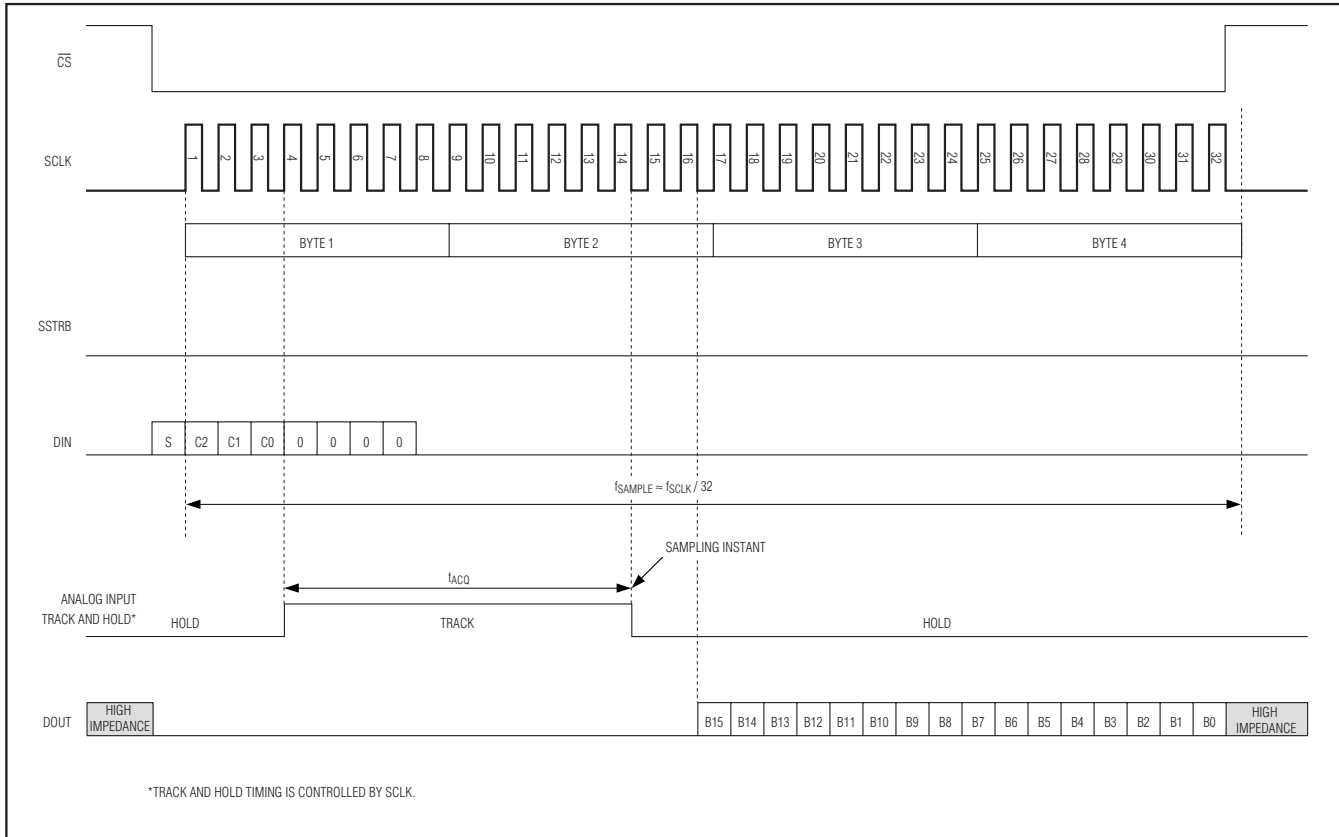 CS
SCLK
1 2 3 4 5 6 7 8 9 10 11 12 13 14 15 16 17 18 19 20 21 22 23 24 25 26 27 28 29 30 31 32
BYTE 1 BYTE 2 BYTE 3 BYTE 4
SSTRB
DIN S C2 C1 C0 0 0 0 0
fSAMPLE = fSCLK / 32
SAMPLING INSTANT
tACQ
ANALOG INPUT
TRACK AND HOLD*
HOLD TRACK HOLD
DOUT
HIGH
IMPEDANCE
B15 B14 B13 B12 B11 B10 B9 B8 B7 B6 B5 B4 B3 B2 B1 B0
HIGH
IMPEDANCE
*TRACK AND HOLD TIMING IS CONTROLLED BY SCLK.